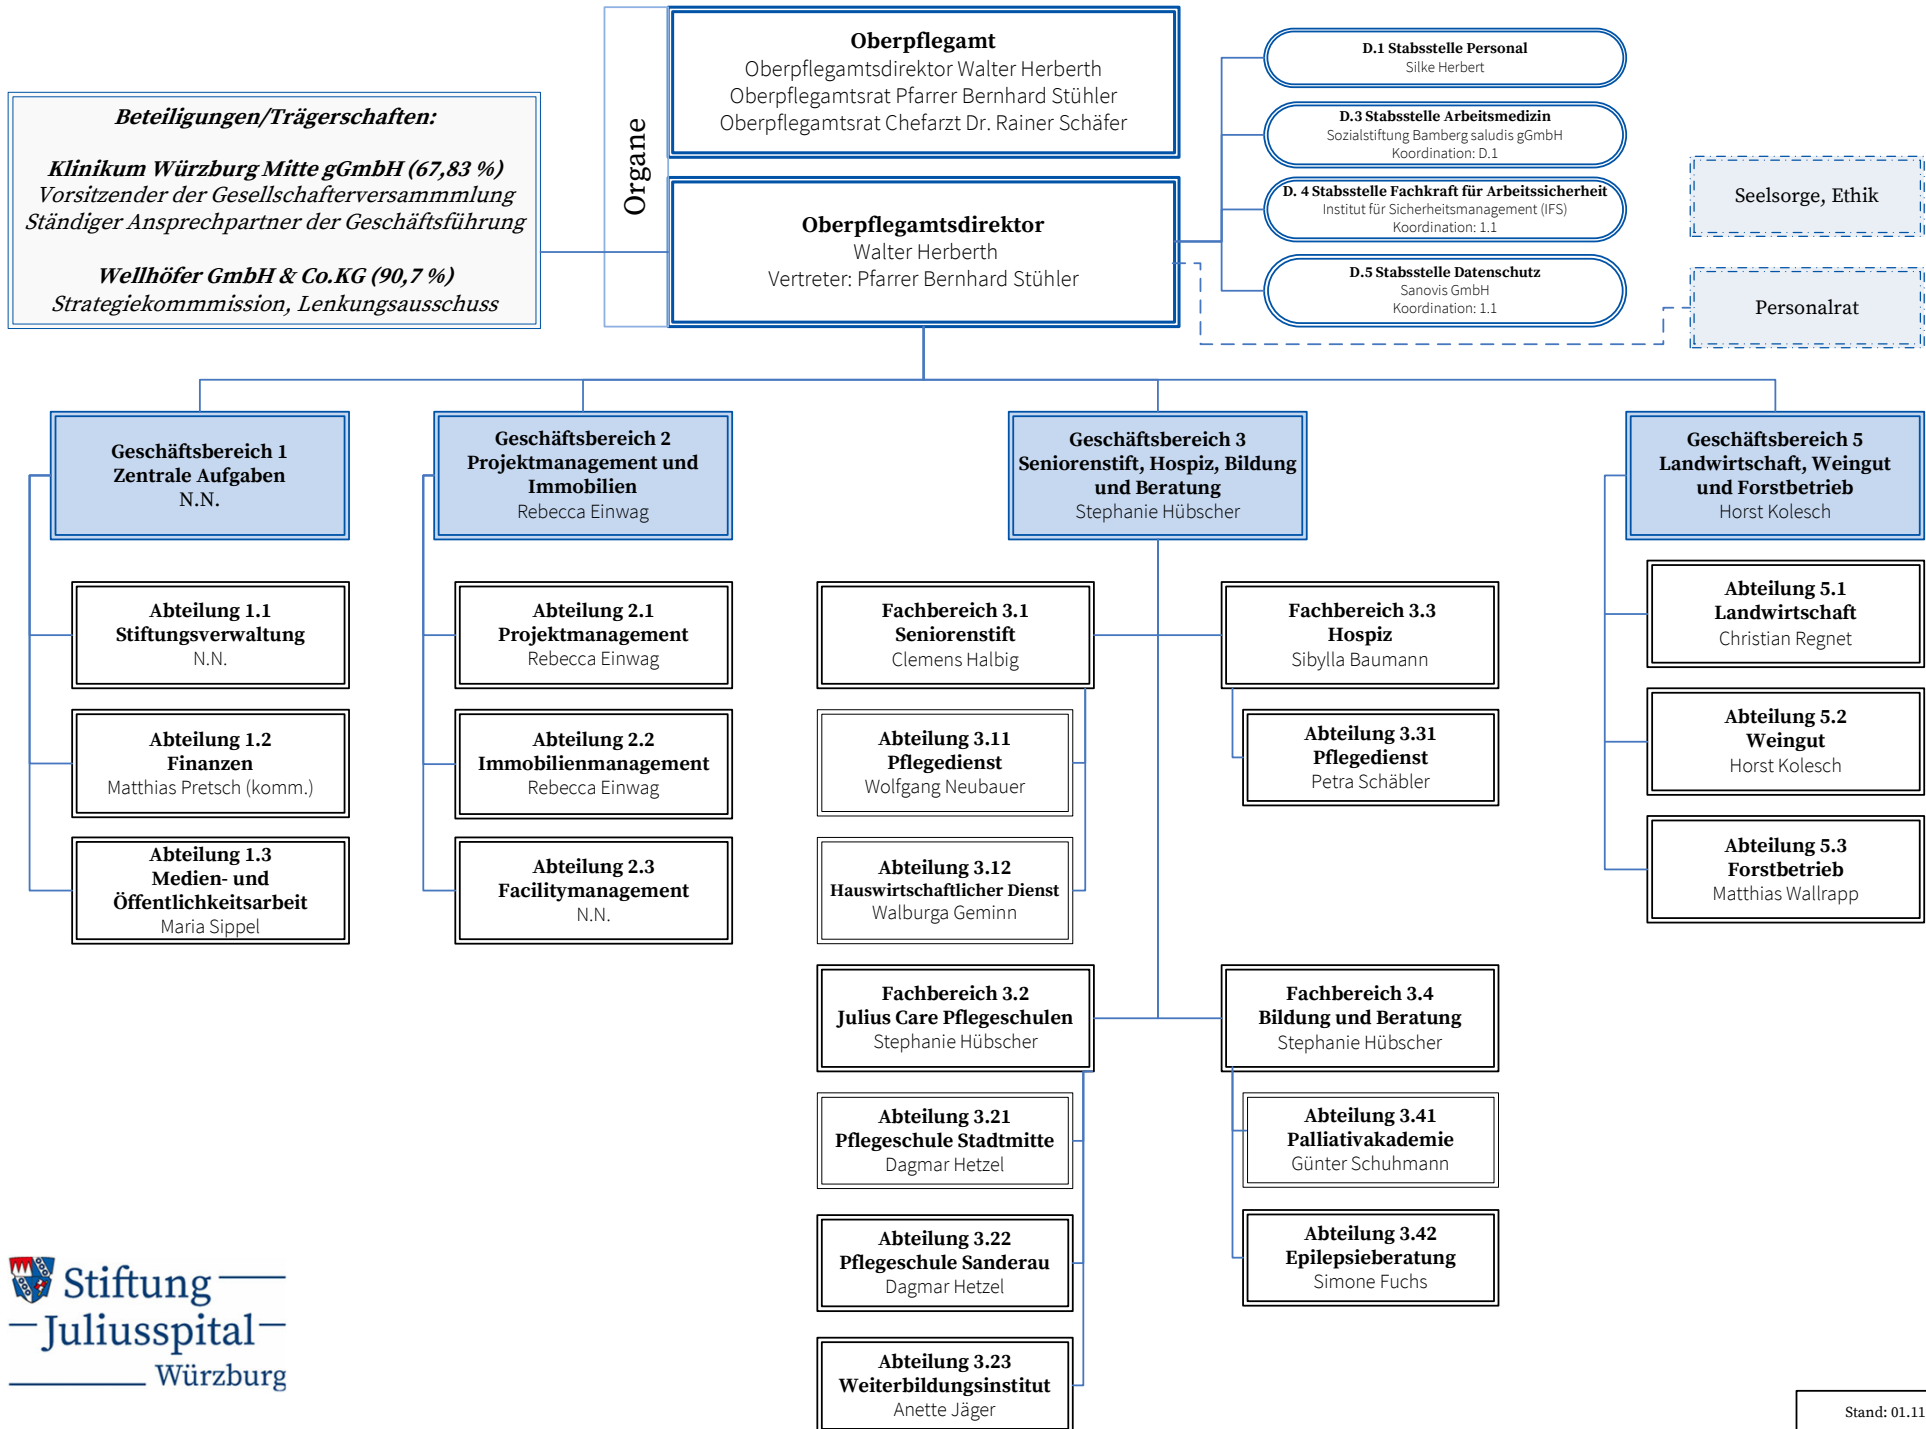 Oberpflegamt
Oberpflegamtsdirektor Walter Herberth
Oberpflegamtsrat Pfarrer Bernhard Stühler
Oberpflegamtsrat Chefarzt Dr. Rainer Schäfer
Organe
Oberpflegamtsdirektor
Walter Herberth
Vertreter: Pfarrer Bernhard Stühler
Beteiligungen/Trägerschaften:
Klinikum Würzburg Mitte gGmbH (67,83 %)
Vorsitzender der Gesellschafterversammmlung
Ständiger Ansprechpartner der Geschäftsführung
Wellhöfer GmbH & Co.KG (90,7 %)
Strategiekommmission, Lenkungsausschuss
D.1 Stabsstelle Personal
Silke Herbert
D.3 Stabsstelle Arbeitsmedizin
Sozialstiftung Bamberg saludis gGmbH
Koordination: D.1
D. 4 Stabsstelle Fachkraft für Arbeitssicherheit
Institut für Sicherheitsmanagement (IFS)
Koordination: 1.1
D.5 Stabsstelle Datenschutz
Sanovis GmbH
Koordination: 1.1
Seelsorge, Ethik
Personalrat
Geschäftsbereich 1
Zentrale Aufgaben
N.N.
Abteilung 1.1
Stiftungsverwaltung
N.N.
Abteilung 1.2
Finanzen
Matthias Pretsch (komm.)
Abteilung 1.3
Medien- und
Öffentlichkeitsarbeit
Maria Sippel
Geschäftsbereich 2
Projektmanagement und
Immobilien
Rebecca Einwag
Abteilung 2.1
Projektmanagement
Rebecca Einwag
Abteilung 2.2
Immobilienmanagement
Rebecca Einwag
Abteilung 2.3
Facilitymanagement
N.N.
Geschäftsbereich 3
Seniorenstift, Hospiz, Bildung
und Beratung
Stephanie Hübscher
Fachbereich 3.1
Seniorenstift
Clemens Halbig
Abteilung 3.11
Pflegedienst
Wolfgang Neubauer
Abteilung 3.12
Hauswirtschaftlicher Dienst
Walburga Geminn
Fachbereich 3.3
Hospiz
Sibylla Baumann
Abteilung 3.31
Pflegedienst
Petra Schäbler
Fachbereich 3.2
Julius Care Pflegeschulen
Stephanie Hübscher
Abteilung 3.21
Pflegeschule Stadtmitte
Dagmar Hetzel
Abteilung 3.22
Pflegeschule Sanderau
Dagmar Hetzel
Abteilung 3.23
Weiterbildungsinstitut
Anette Jäger
Fachbereich 3.4
Bildung und Beratung
Stephanie Hübscher
Abteilung 3.41
Palliativakademie
Günter Schuhmann
Abteilung 3.42
Epilepsieberatung
Simone Fuchs
Geschäftsbereich 5
Landwirtschaft, Weingut
und Forstbetrieb
Horst Kolesch
Abteilung 5.1
Landwirtschaft
Christian Regnet
Abteilung 5.2
Weingut
Horst Kolesch
Abteilung 5.3
Forstbetrieb
Matthias Wallrapp
Stiftung
Juliusspital
Würzburg
Stand: 01.11